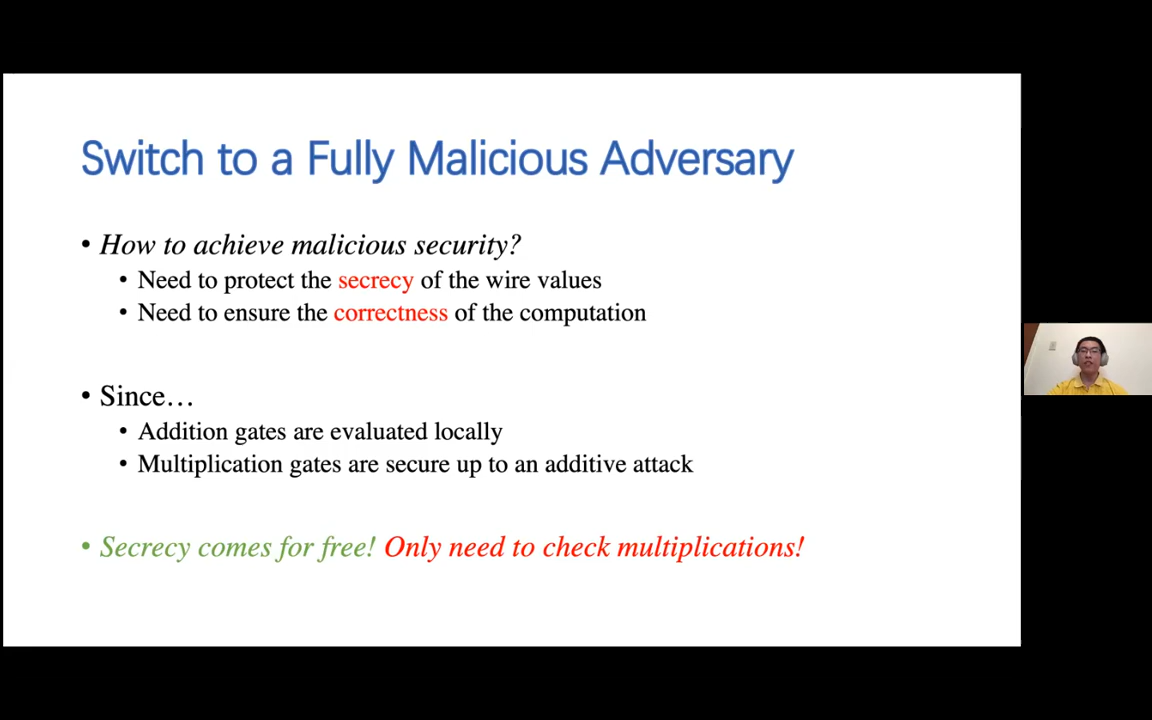 Switch to a Fully Malicious Adversary
• How to achieve malicious security?
• Need to protect the secrecy of the wire values
• Need to ensure the correctness of the computation
• Since…
• Addition gates are evaluated locally
• Multiplication gates are secure up to an additive attack
• Secrecy comes for free! Only need to check multiplications!